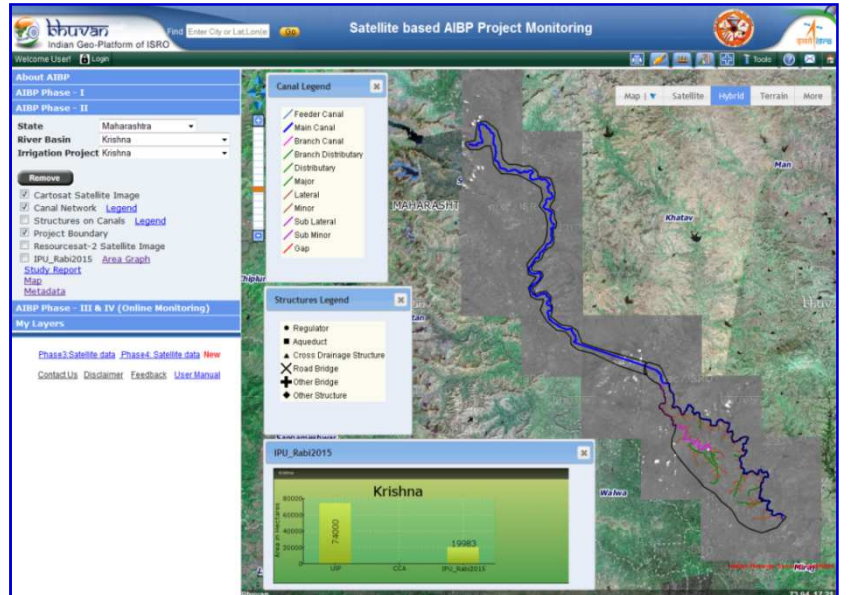 bhuvan
Indian Geo-Platform of ISRO
Find Enter City or Lat,Lon(e Go
Satellite based AIBP Project Monitoring
Welcome User! Login
Tools
About AIBP
AIBP Phase - I
AIBP Phase - II
State Maharashtra
River Basin Krishna
Irrigation Project Krishna
Remove
Cartosat Satellite Image
Canal Network Legend
Structures on Canals Legend
Project Boundary
Resourcesat-2 Satellite Image
IPU_Rabi2015 Area Graph
Study Report
Map
Metadata
AIBP Phase - III & IV (Online Monitoring)
My Layers
Phase3:Satellite data Phase4: Satellite data New
Contact Us Disclaimer Feedback User Manual
Canal Legend
Feeder Canal
Main Canal
Branch Canal
Branch Distributary
Distributary
Major
Lateral
Minor
Sub Lateral
Sub Minor
Gap
Structures Legend
Regulator
Aqueduct
Cross Drainage Structure
Road Bridge
Other Bridge
Other Structure
IPU_Rabi2015
Krishna
Krishna
Area in Hectares
80000
60000
40000
20000
0
74000
19983
UIP CCA IPU_Rabi2015
Map Satellite Hybrid Terrain More
MAHARASHT
Man
Khatav
Chiplun
Walwa
Miraj